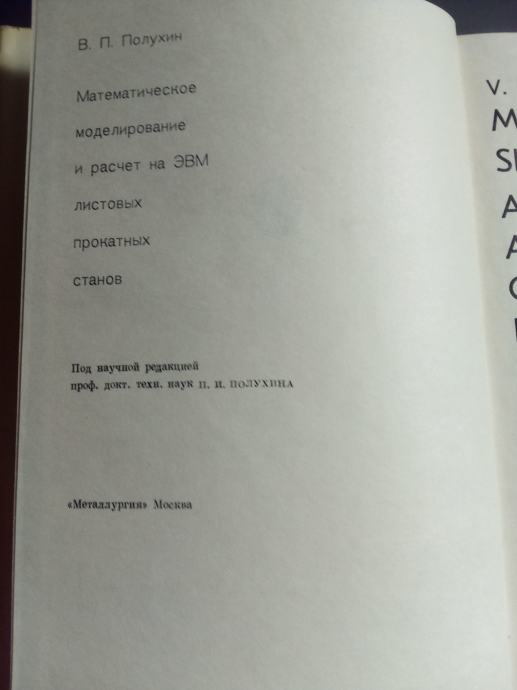 В. П. Полухин
Математическое
моделирование
и расчет на ЭВМ
листовых
прокатных
станов
Под научной редакцией
проф. докт. техн. наук П. И. ПОЛУХИНА
«Металлургия» Москва
V.